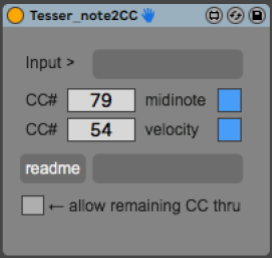 Tesser_note2CC
Input >
CC# 79 midinote
CC# 54 velocity
readme
← allow remaining CC thru